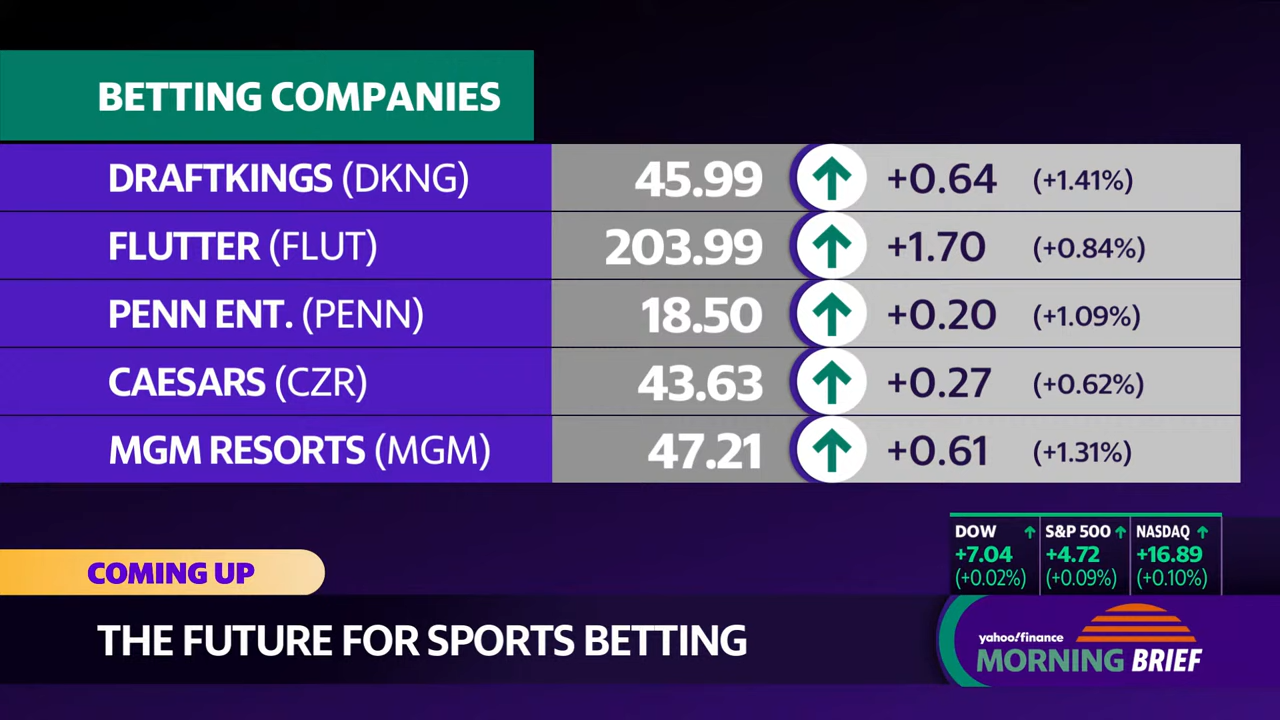 BETTING COMPANIES
DRAFTKINGS (DKNG) 45.99 +0.64 (+1.41%)
FLUTTER (FLUT) 203.99 +1.70 (+0.84%)
PENN ENT. (PENN) 18.50 +0.20 (+1.09%)
CAESARS (CZR) 43.63 +0.27 (+0.62%)
MGM RESORTS (MGM) 47.21 +0.61 (+1.31%)
DOW S&P 500 NASDAQ
+7.04 +4.72 +16.89
(+0.02%) (+0.09%) (+0.10%)
COMING UP
THE FUTURE FOR SPORTS BETTING
yahoo!finance
MORNING BRIEF